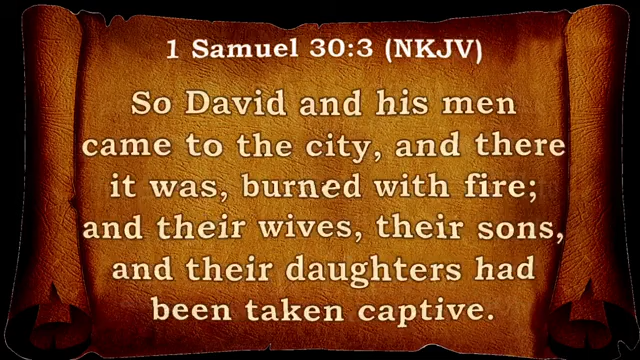 1 Samuel 30:3 (NKJV)
So David and his men
came to the city, and there
it was, burned with fire;
and their wives, their sons,
and their daughters had
been taken captive.